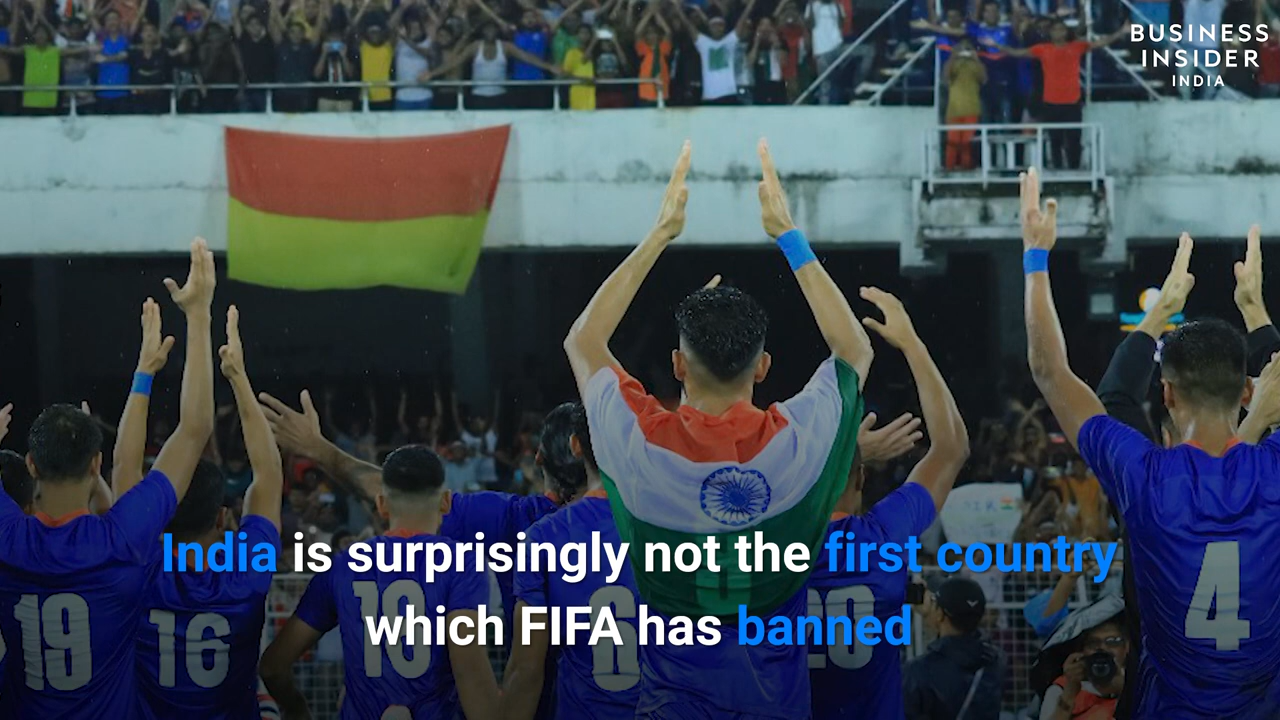 BUSINESS
INSIDER
INDIA
India is surprisingly not the first country
which FIFA has banned
19
16
4